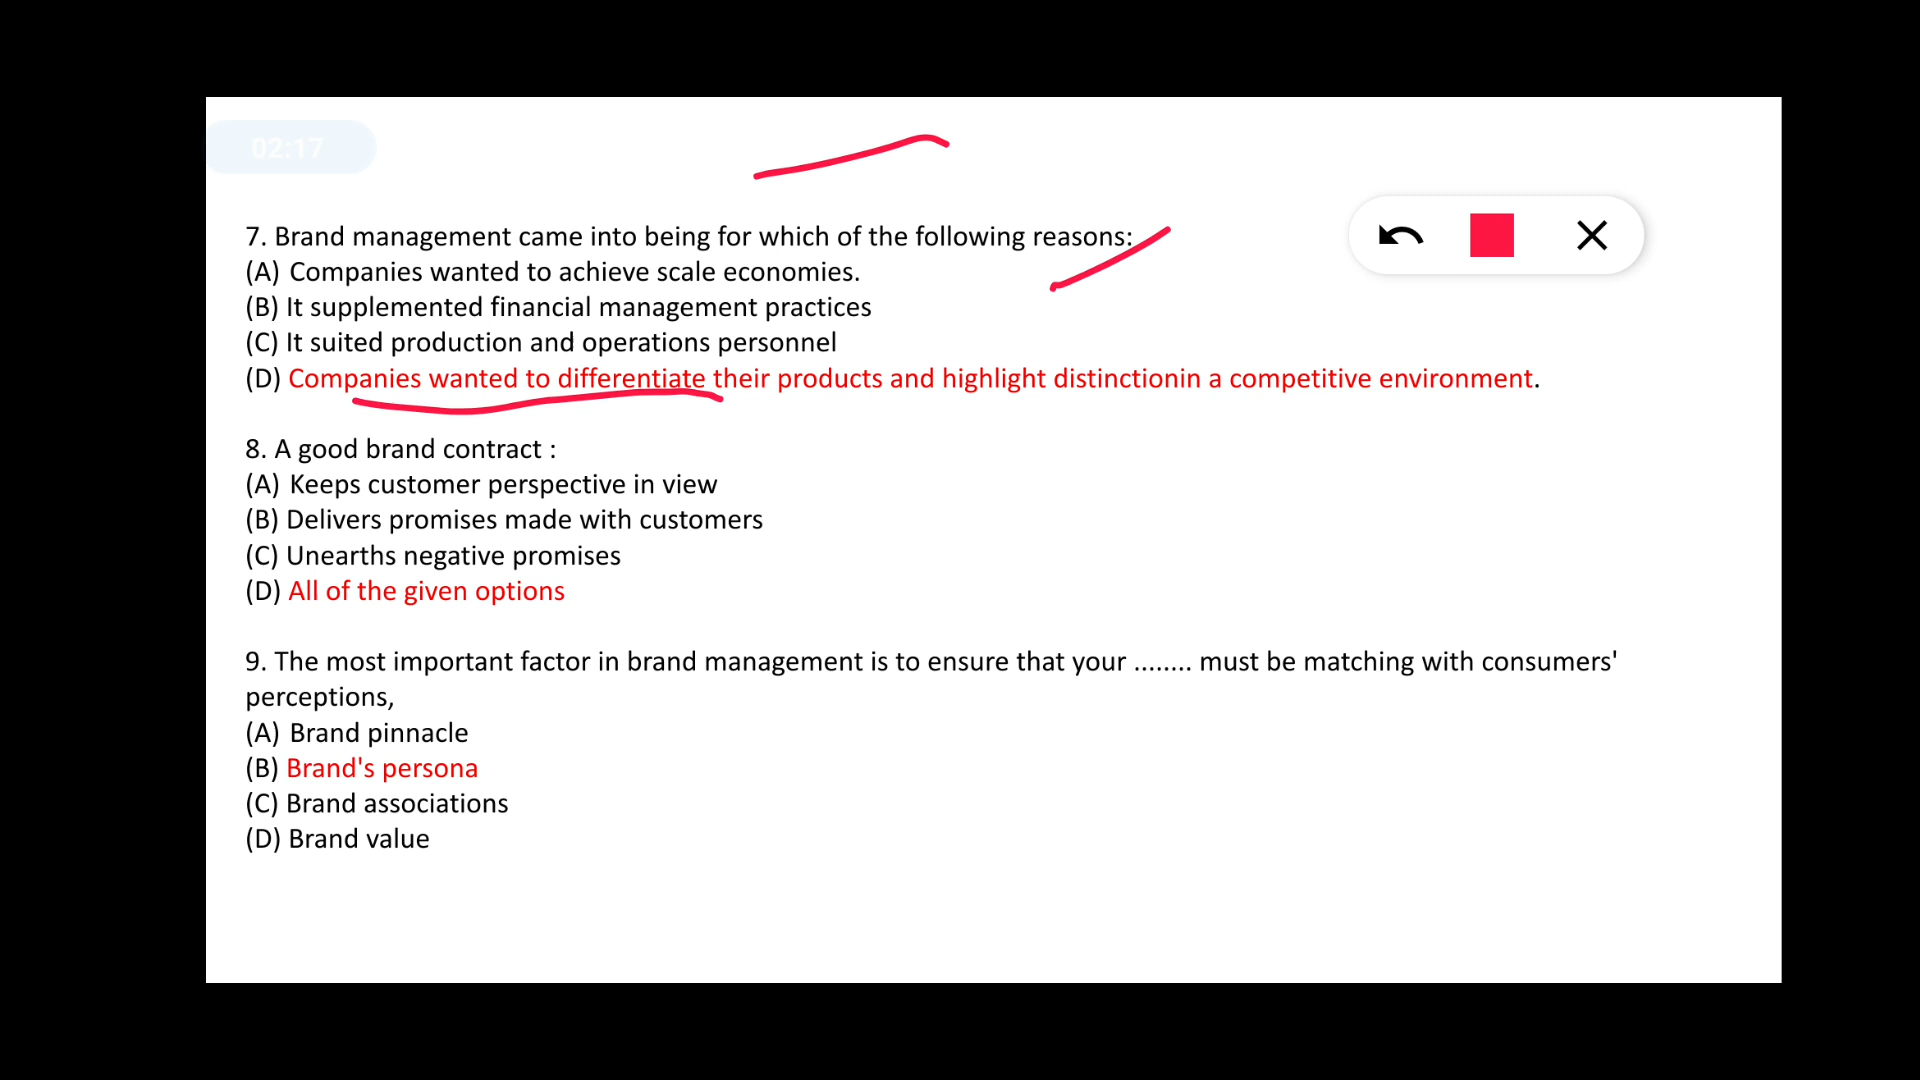 02:17
7. Brand management came into being for which of the following reasons:
(A) Companies wanted to achieve scale economies.
(B) It supplemented financial management practices
(C) It suited production and operations personnel
(D) Companies wanted to differentiate their products and highlight distinctionin a competitive environment.
8. A good brand contract :
(A) Keeps customer perspective in view
(B) Delivers promises made with customers
(C) Unearths negative promises
(D) All of the given options
9. The most important factor in brand management is to ensure that your ........ must be matching with consumers'
perceptions,
(A) Brand pinnacle
(B) Brand's persona
(C) Brand associations
(D) Brand value